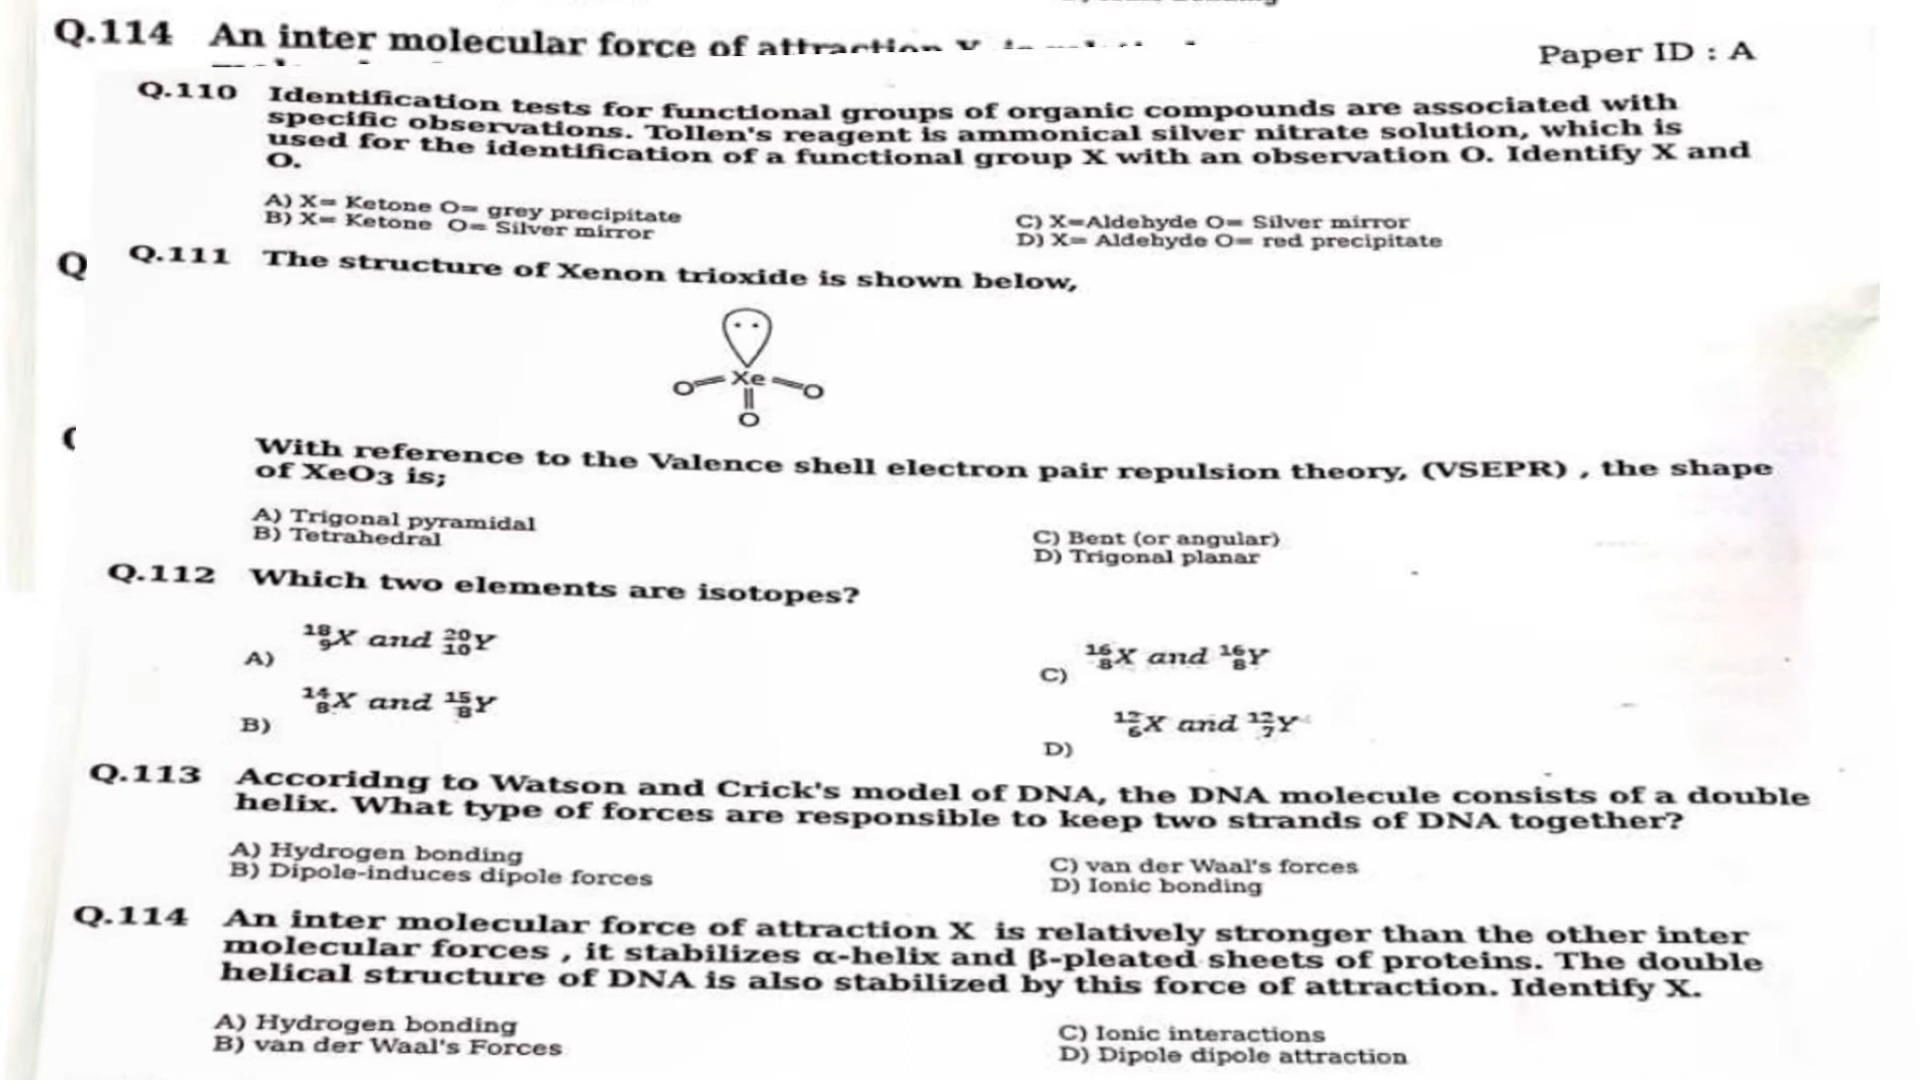 Q.114 An inter molecular force of attraction
Paper ID : A
Q.110 Identification tests for functional groups of organic compounds are associated with
specific observations. Tollen's reagent is ammonical silver nitrate solution, which is
used for the identification of a functional group X with an observation O. Identify X and
O.
A) X= Ketone O= grey precipitate
B) X= Ketone O= Silver mirror
C) X=Aldehyde O= Silver mirror
D) X= Aldehyde O= red precipitate
Q
Q.111 The structure of Xenon trioxide is shown below,
O Xe O
O
With reference to the Valence shell electron pair repulsion theory, (VSEPR) , the shape
of XeO3 is;
A) Trigonal pyramidal
B) Tetrahedral
C) Bent (or angular)
D) Trigonal planar
Q.112 Which two elements are isotopes?
A) ¹⁸₉X and ²⁰₁₀Y
B) ¹⁴₈X and ¹⁵₈Y
C) ¹⁶₈X and ¹⁶₈Y
D) ¹²₆X and ¹²₇Y
Q.113 Accoridng to Watson and Crick's model of DNA, the DNA molecule consists of a double
helix. What type of forces are responsible to keep two strands of DNA together?
A) Hydrogen bonding
B) Dipole-induces dipole forces
C) van der Waal's forces
D) Ionic bonding
Q.114 An inter molecular force of attraction X is relatively stronger than the other inter
molecular forces , it stabilizes α-helix and β-pleated sheets of proteins. The double
helical structure of DNA is also stabilized by this force of attraction. Identify X.
A) Hydrogen bonding
B) van der Waal's Forces
C) Ionic interactions
D) Dipole dipole attraction